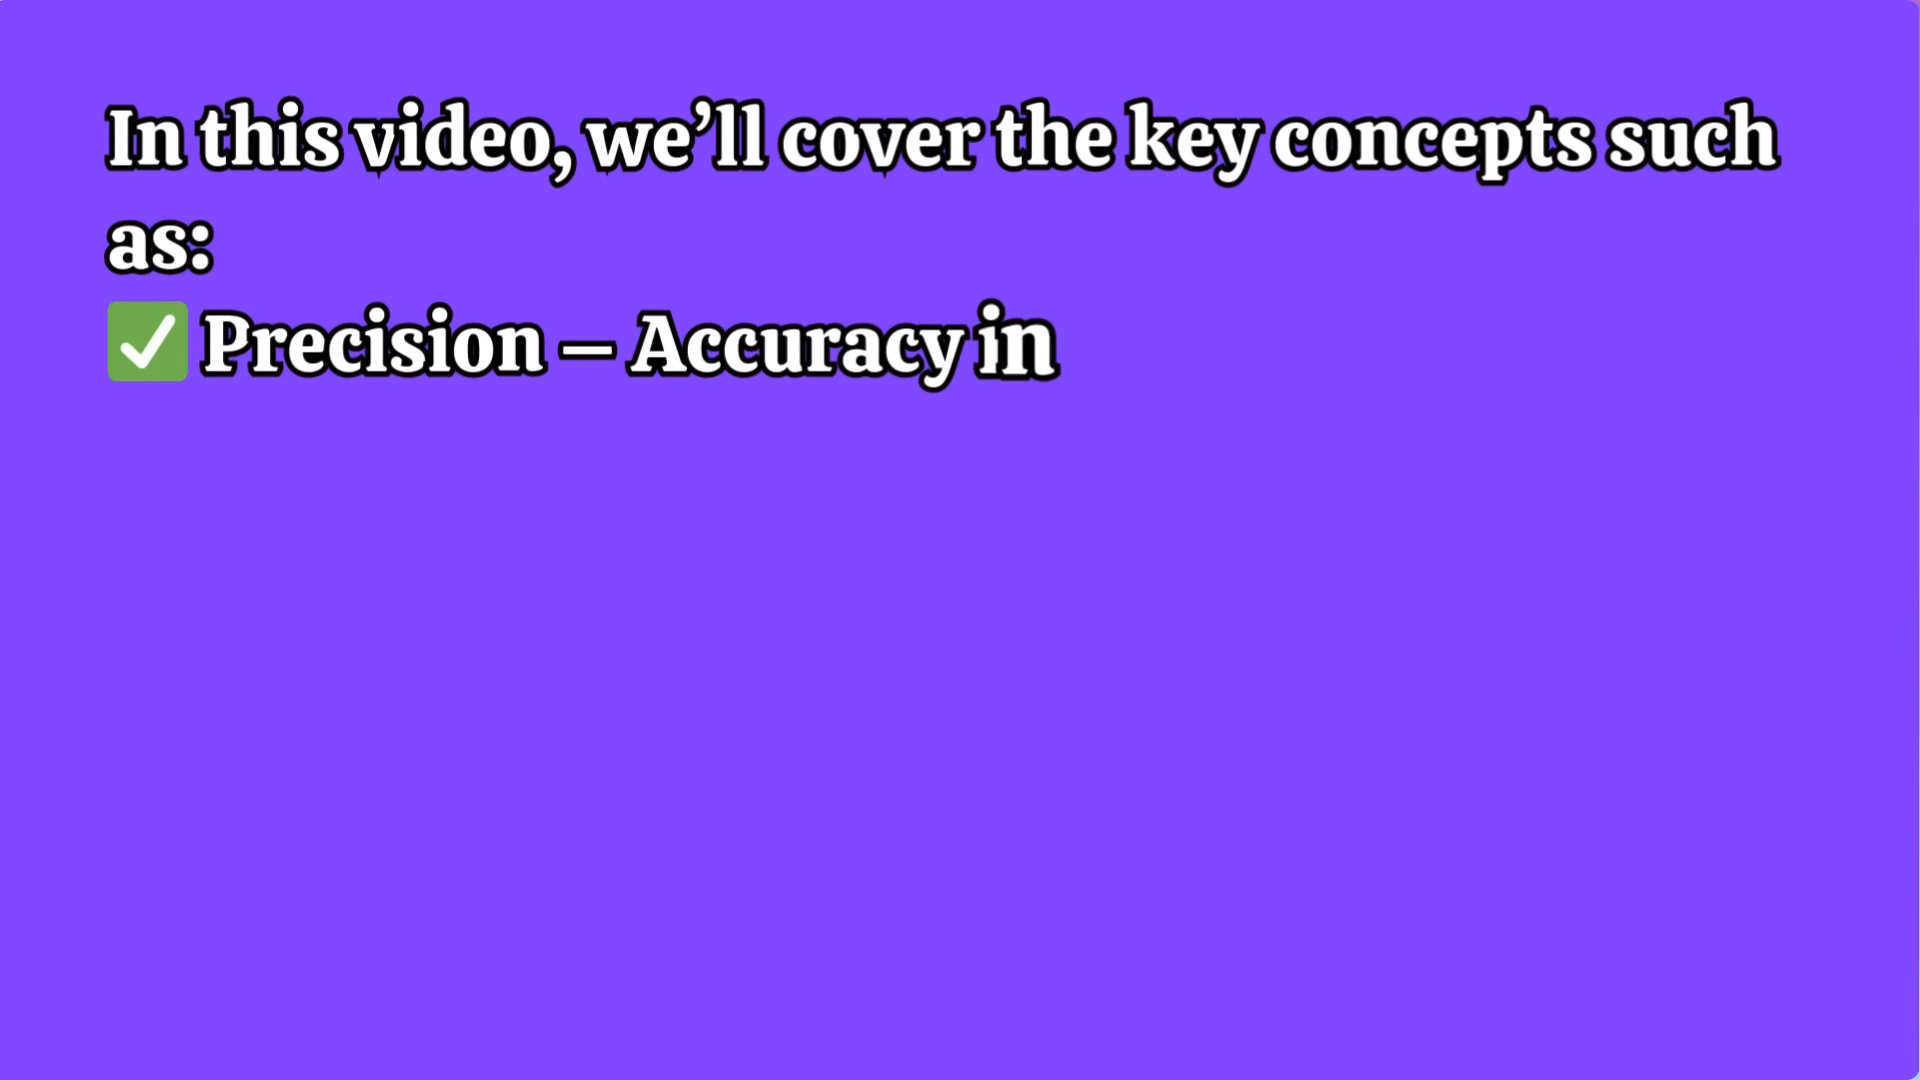 In this video, we’ll cover the key concepts such
as:
✅ Precision – Accuracy in